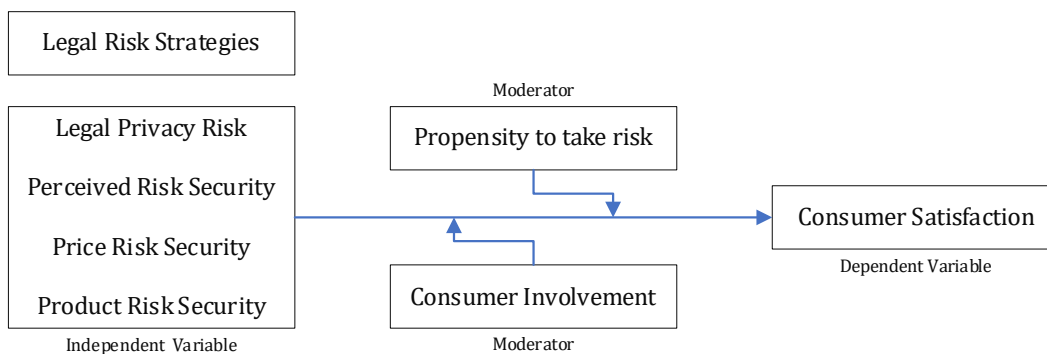 Legal Risk Strategies
Legal Privacy Risk
Perceived Risk Security
Price Risk Security
Product Risk Security
Independent Variable
Moderator
Propensity to take risk
Consumer Involvement
Moderator
Consumer Satisfaction
Dependent Variable